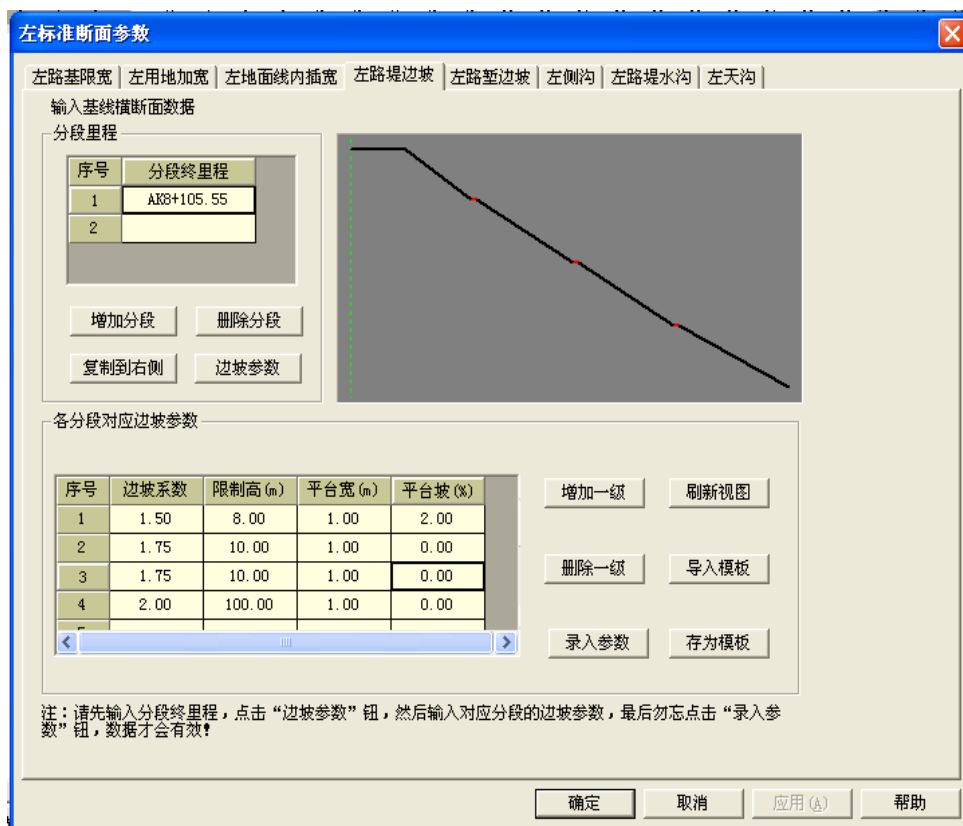 左标准断面参数
左路基限宽 左用地加宽 左地面线内插宽 左路堤边坡 左路堑边坡 左侧沟 左路堤水沟 左天沟
输入基线横断面数据
分段里程
序号 分段终里程
1 AK8+105.55
2
增加分段 删除分段
复制到右侧 边坡参数
各分段对应边坡参数
序号 边坡系数 限制高(m) 平台宽(m) 平台坡(%)
1 1.50 8.00 1.00 2.00
2 1.75 10.00 1.00 0.00
3 1.75 10.00 1.00 0.00
4 2.00 100.00 1.00 0.00
增加一级 刷新视图
删除一级 导入模板
录入参数 存为模板
注：请先输入分段终里程，点击“边坡参数”钮，然后输入对应分段的边坡参数，最后勿忘点击“录入参
数”钮，数据才会有效！
确定 取消 应用(A) 帮助